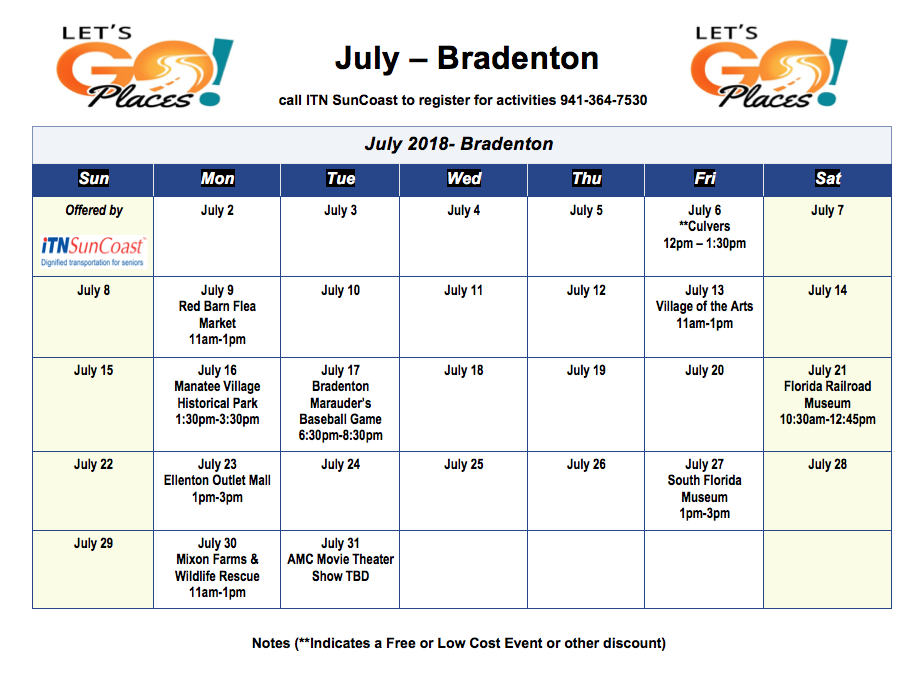 LET'S
GO!
Places
July – Bradenton
call ITN SunCoast to register for activities 941-364-7530
LET'S
GO!
Places
July 2018- Bradenton
Sun Mon Tue Wed Thu Fri Sat
Offered by
iTNSunCoast™
Dignified transportation for seniors
July 2
July 3
July 4
July 5
July 6
**Culvers
12pm – 1:30pm
July 7
July 8
July 9
Red Barn Flea
Market
11am-1pm
July 10
July 11
July 12
July 13
Village of the Arts
11am-1pm
July 14
July 15
July 16
Manatee Village
Historical Park
1:30pm-3:30pm
July 17
Bradenton
Marauder's
Baseball Game
6:30pm-8:30pm
July 18
July 19
July 20
July 21
Florida Railroad
Museum
10:30am-12:45pm
July 22
July 23
Ellenton Outlet Mall
1pm-3pm
July 24
July 25
July 26
July 27
South Florida
Museum
1pm-3pm
July 28
July 29
July 30
Mixon Farms &
Wildlife Rescue
11am-1pm
July 31
AMC Movie Theater
Show TBD
Notes (**Indicates a Free or Low Cost Event or other discount)